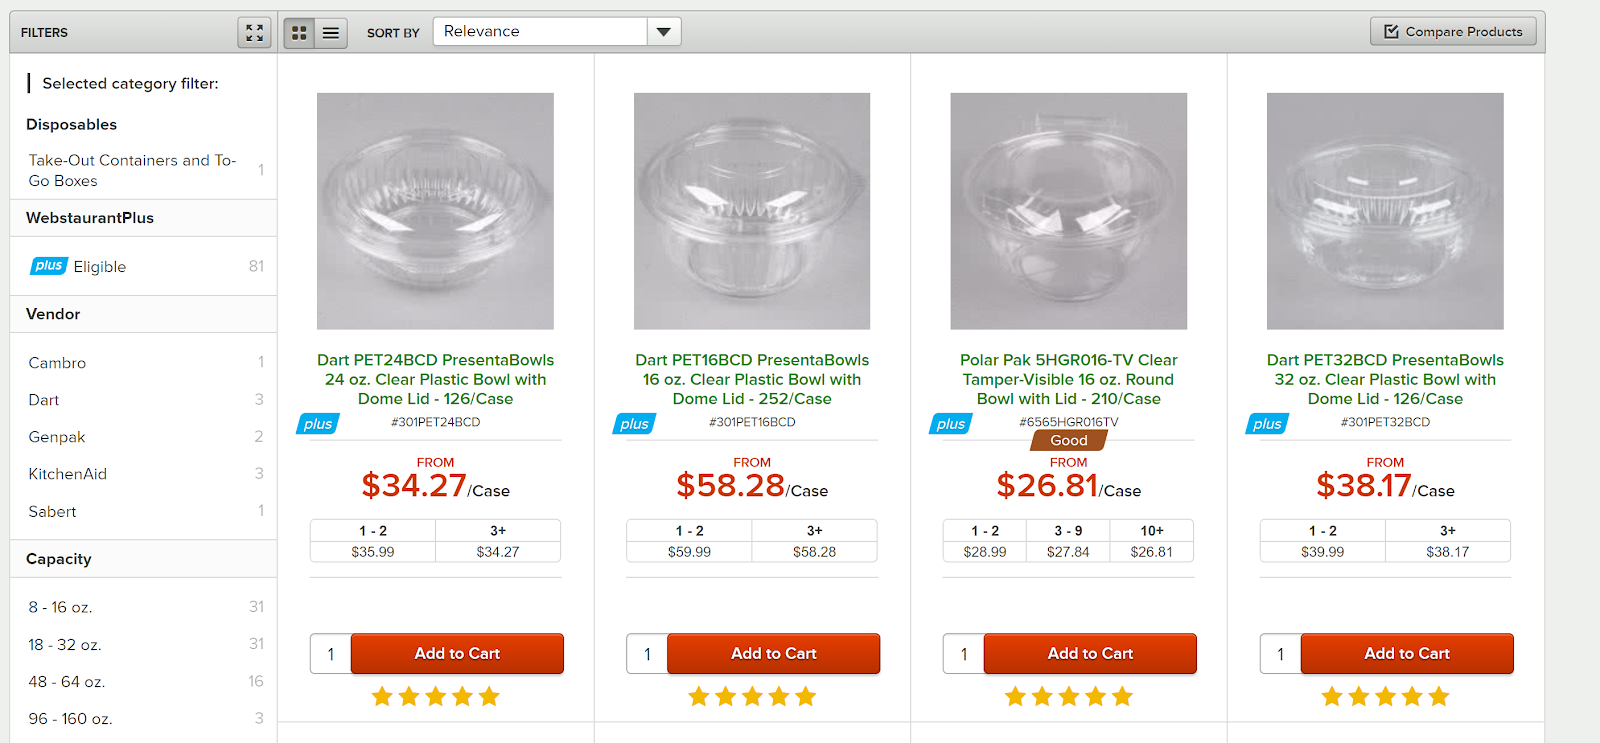 FILTERS
SORT BY
Relevance
Compare Products
Selected category filter:
Disposables
Take-Out Containers and To-
Go Boxes
1
WebstaurantPlus
plus Eligible 81
Vendor
Cambro 1
Dart 3
Genpak 2
KitchenAid 3
Sabert 1
Capacity
8 - 16 oz. 31
18 - 32 oz. 31
48 - 64 oz. 16
96 - 160 oz. 3
Dart PET24BCD PresentaBowls
24 oz. Clear Plastic Bowl with
Dome Lid - 126/Case
plus
#301PET24BCD
FROM
$34.27/Case
1 - 2 3+
$35.99 $34.27
1 Add to Cart
Dart PET16BCD PresentaBowls
16 oz. Clear Plastic Bowl with
Dome Lid - 252/Case
plus
#301PET16BCD
FROM
$58.28/Case
1 - 2 3+
$59.99 $58.28
1 Add to Cart
Polar Pak 5HGR016-TV Clear
Tamper-Visible 16 oz. Round
Bowl with Lid - 210/Case
plus
#6565HGR016TV
Good
FROM
$26.81/Case
1 - 2 3 - 9 10+
$28.99 $27.84 $26.81
1 Add to Cart
Dart PET32BCD PresentaBowls
32 oz. Clear Plastic Bowl with
Dome Lid - 126/Case
plus
#301PET32BCD
FROM
$38.17/Case
1 - 2 3+
$39.99 $38.17
1 Add to Cart